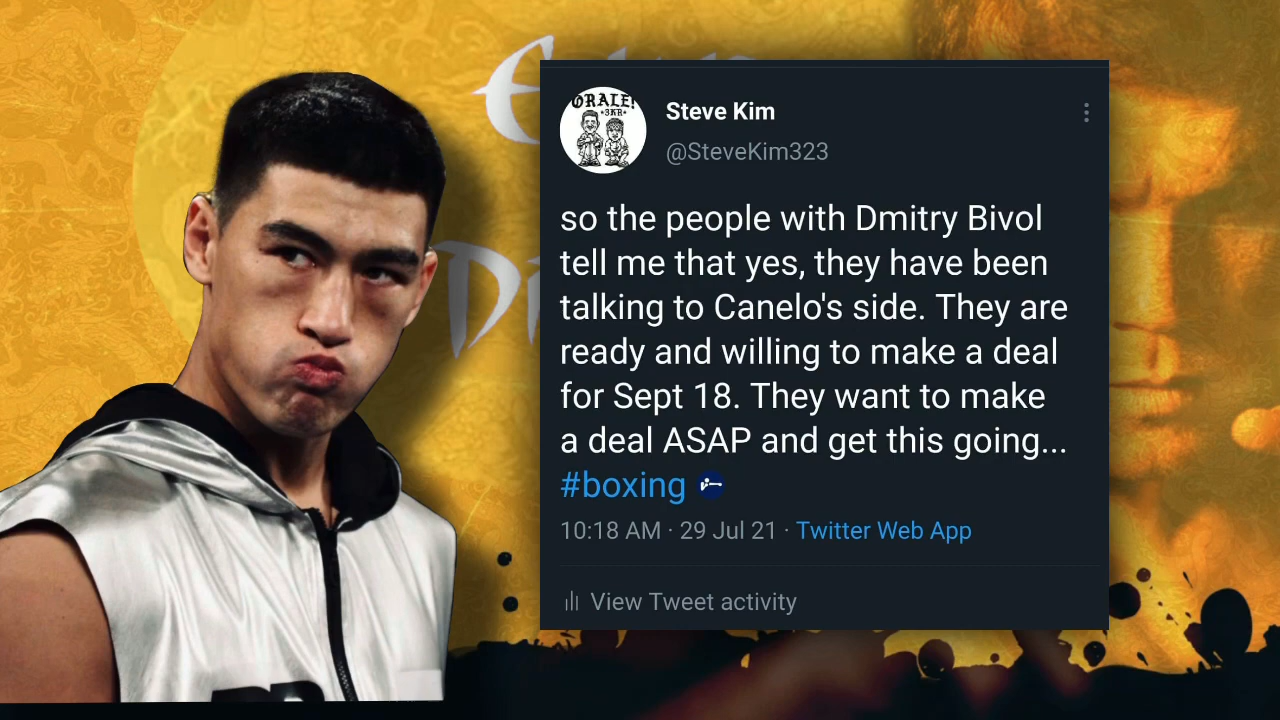 ORALE!
3KR
Steve Kim
@SteveKim323
so the people with Dmitry Bivol
tell me that yes, they have been
talking to Canelo's side. They are
ready and willing to make a deal
for Sept 18. They want to make
a deal ASAP and get this going...
#boxing
10:18 AM · 29 Jul 21 · Twitter Web App
View Tweet activity